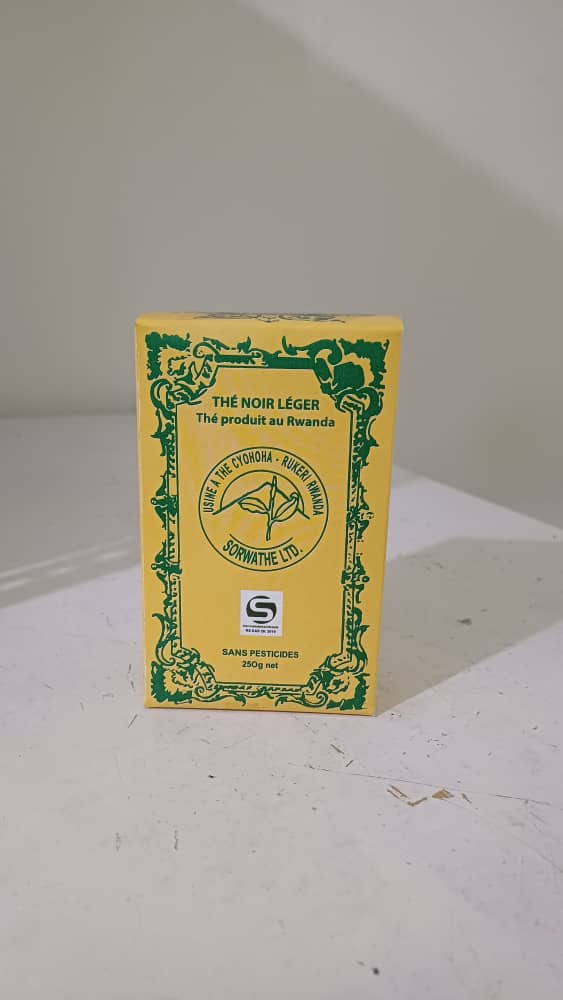 THÉ NOIR LÉGER
Thé produit au Rwanda
USINE A THE CYOHOHA - RUKERI RWANDA
SORWATHE LTD.
S
SANS PESTICIDES
250g net